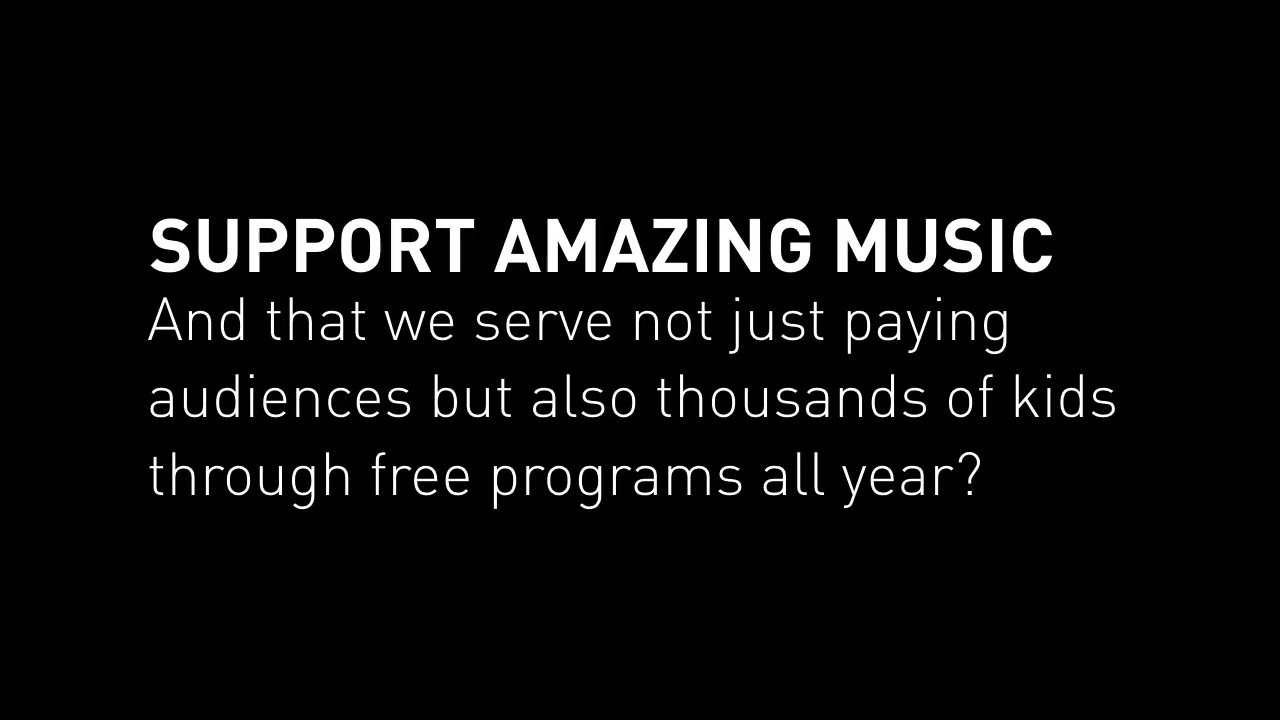 SUPPORT AMAZING MUSIC
And that we serve not just paying
audiences but also thousands of kids
through free programs all year?